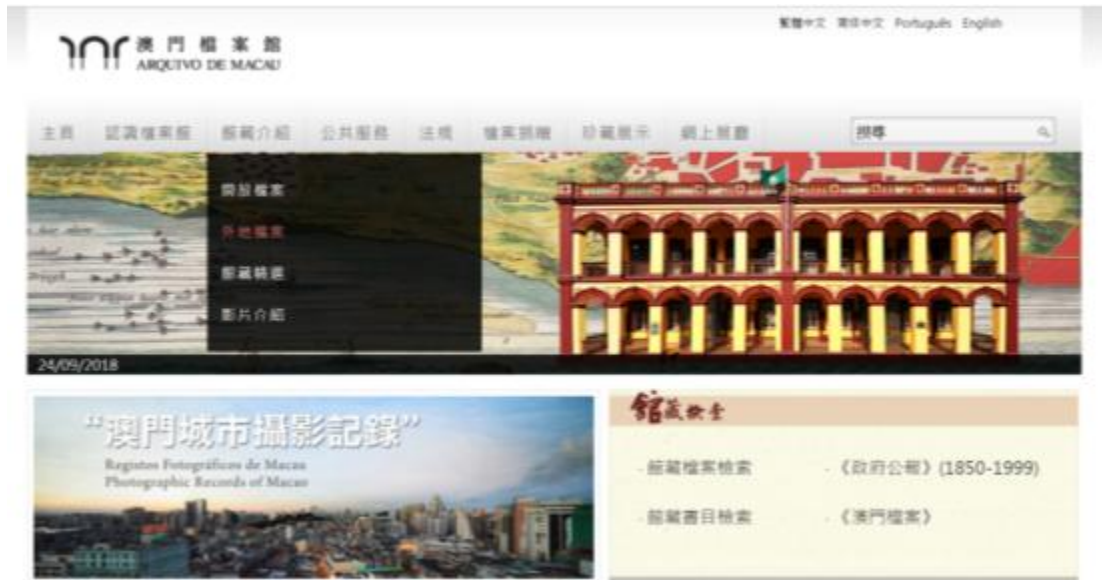 繁體中文 简体中文 Português English
澳門檔案館
ARQUIVO DE MACAU
主頁 認識檔案館 館藏介紹 公共服務 法規 檔案捐贈 珍藏展示 網上展廳 搜尋
開放檔案
外地檔案
館藏精選
影片介紹
24/09/2018
“澳門城市攝影記錄”
Registos Fotográficos de Macau
Photographic Records of Macao
館藏檢索
· 館藏檔案檢索 · 《政府公報》(1850-1999)
· 館藏書目檢索 · 《澳門檔案》